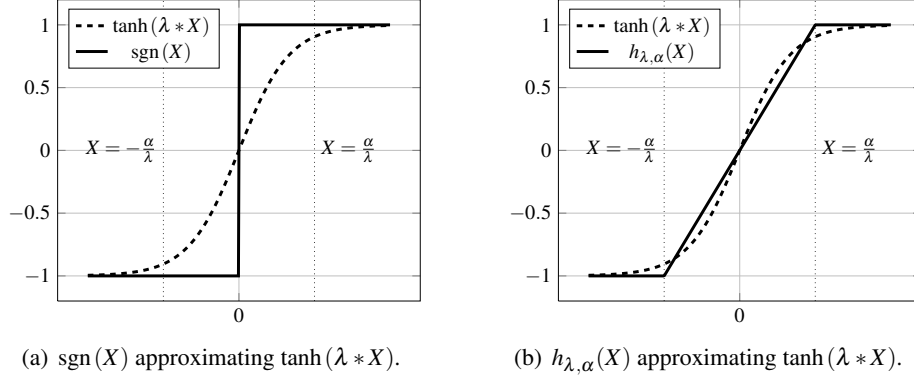 tanh (λ ∗ X)
sgn (X)
1
0.5
0
−0.5
−1
X = −α/λ
X = α/λ
0
(a) sgn (X) approximating tanh (λ ∗ X).
tanh (λ ∗ X)
h_{λ,α}(X)
1
0.5
0
−0.5
−1
X = −α/λ
X = α/λ
0
(b) h_{λ,α}(X) approximating tanh (λ ∗ X).